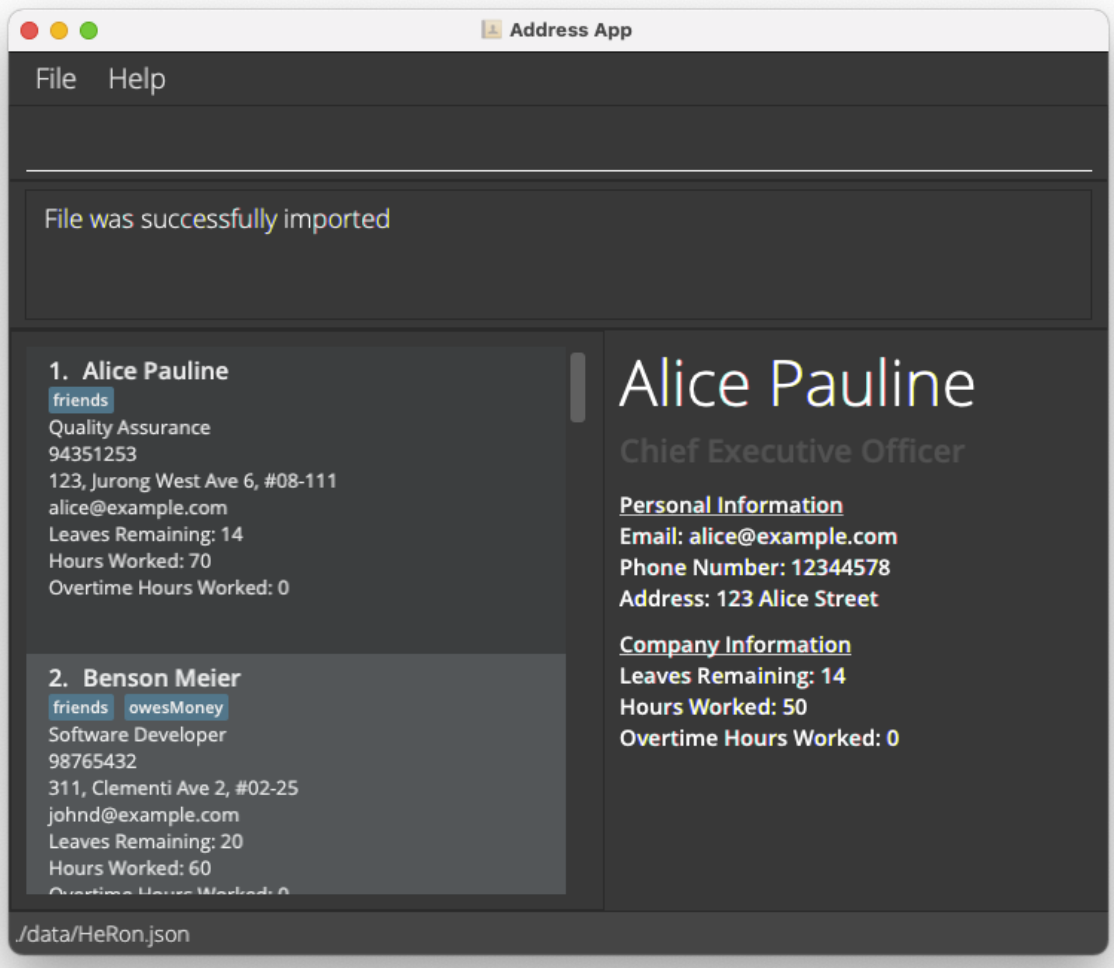 Address App
File Help
File was successfully imported
1. Alice Pauline
friends
Quality Assurance
94351253
123, Jurong West Ave 6, #08-111
alice@example.com
Leaves Remaining: 14
Hours Worked: 70
Overtime Hours Worked: 0
2. Benson Meier
friends owesMoney
Software Developer
98765432
311, Clementi Ave 2, #02-25
johnd@example.com
Leaves Remaining: 20
Hours Worked: 60
Overtime Hours Worked: 0
Alice Pauline
Chief Executive Officer
Personal Information
Email: alice@example.com
Phone Number: 12344578
Address: 123 Alice Street
Company Information
Leaves Remaining: 14
Hours Worked: 50
Overtime Hours Worked: 0
./data/HeRon.json